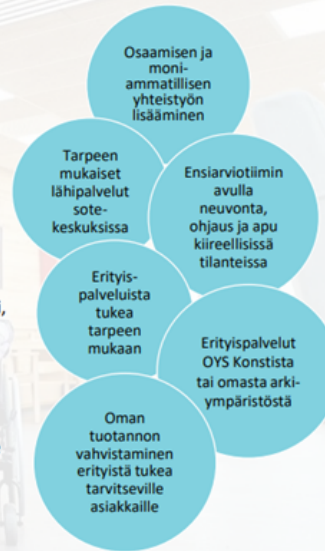 Osaamisen ja
moni-
ammatillisen
yhteistyön
lisääminen
Tarpeen
mukaiset
lähipalvelut
sote-
keskuksissa
Ensiarviotiimin
avulla
neuvonta,
ohjaus ja apu
kiireellisissä
tilanteissa
Erityis-
palveluista
tukea
tarpeen
mukaan
Erityispalvelut
OYS Konstista
tai omasta arki-
ympäristöstä
Oman
tuotannon
vahvistaminen
erityistä tukea
tarvitseville
asiakkaille